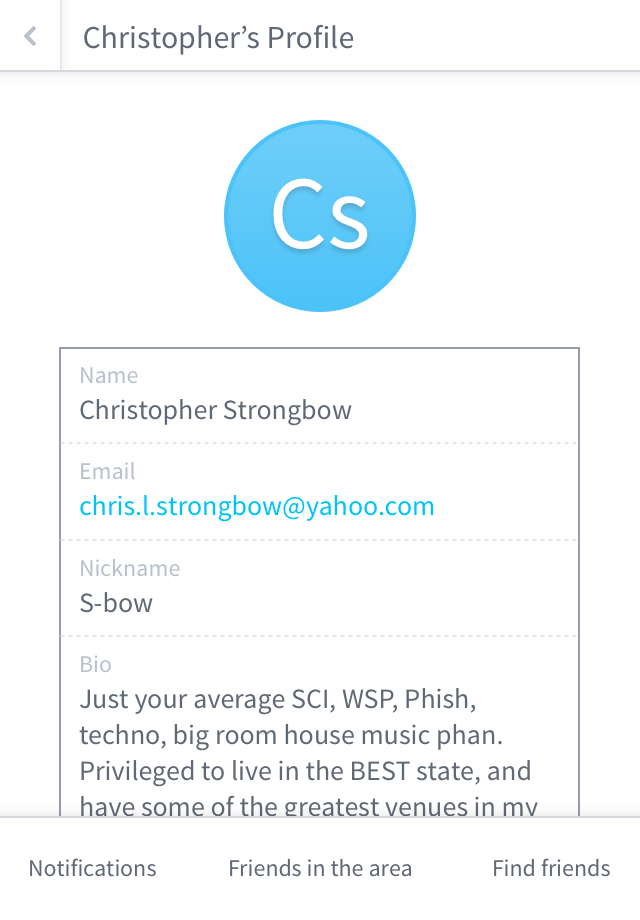 Christopher’s Profile
Cs
Name
Christopher Strongbow
Email
chris.l.strongbow@yahoo.com
Nickname
S-bow
Bio
Just your average SCI, WSP, Phish,
techno, big room house music phan.
Privileged to live in the BEST state, and
have some of the greatest venues in my
Notifications
Friends in the area
Find friends